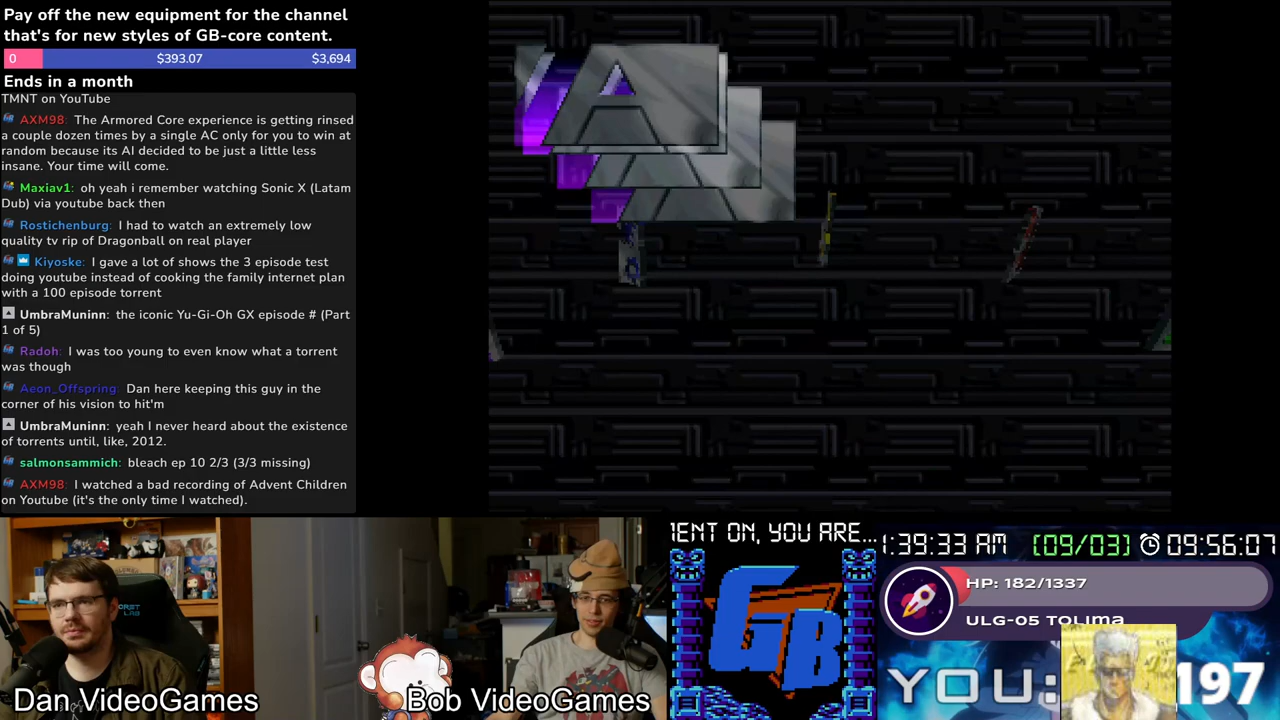 Pay off the new equipment for the channel
that's for new styles of GB-core content.
0 $393.07 $3,694
Ends in a month
TMNT on YouTube
AXM98: The Armored Core experience is getting rinsed
a couple dozen times by a single AC only for you to win at
random because its AI decided to be just a little less
insane. Your time will come.
Maxiav1: oh yeah i remember watching Sonic X (Latam
Dub) via youtube back then
Rostichenburg: I had to watch an extremely low
quality tv rip of Dragonball on real player
Kiyoske: I gave a lot of shows the 3 episode test
doing youtube instead of cooking the family internet plan
with a 100 episode torrent
UmbraMuninn: the iconic Yu-Gi-Oh GX episode # (Part
1 of 5)
Radoh: I was too young to even know what a torrent
was though
Aeon_Offspring: Dan here keeping this guy in the
corner of his vision to hit'm
UmbraMuninn: yeah I never heard about the existence
of torrents until, like, 2012.
salmonsammich: bleach ep 10 2/3 (3/3 missing)
AXM98: I watched a bad recording of Advent Children
on Youtube (it's the only time I watched).
A
Dan VideoGames
Bob VideoGames
MENT ON, YOU ARE...
GB
1:39:33 AM [09/03] 09:56:07
HP: 182/1337
ULG-05 TOLIMA
YOU: 197